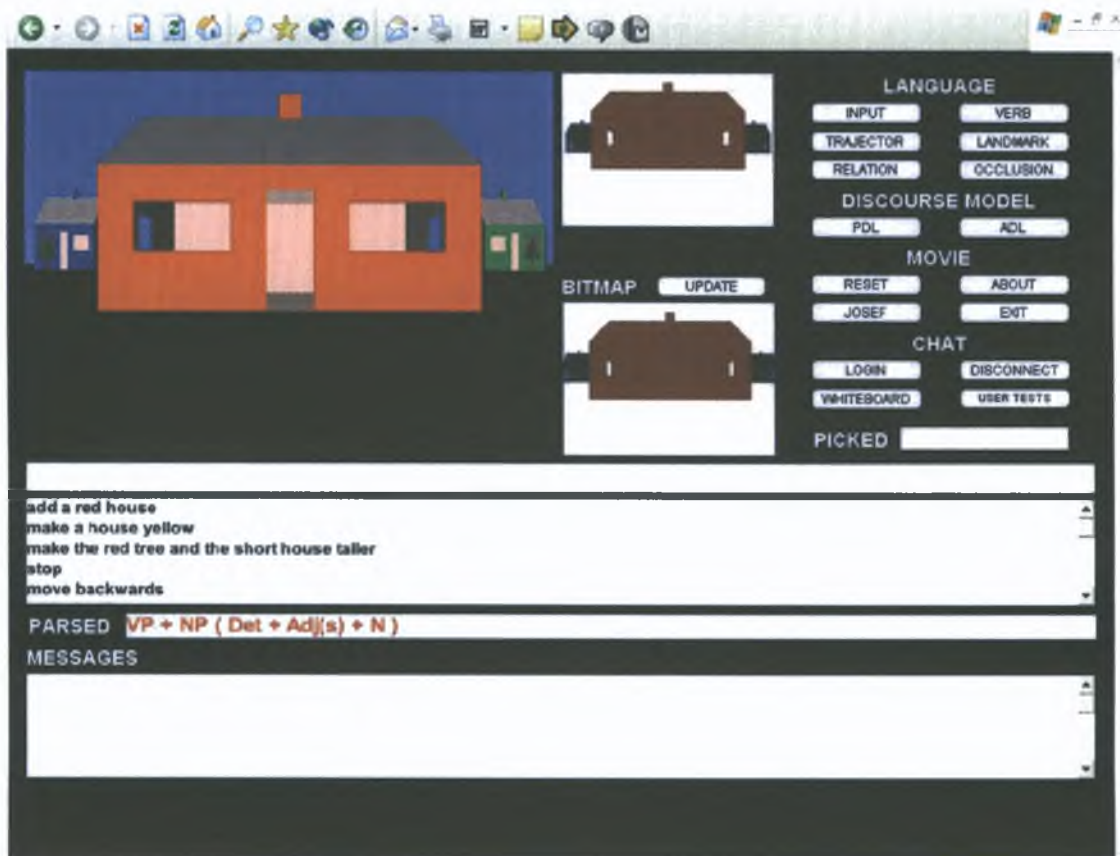 LANGUAGE
INPUT VERB
TRAJECTOR LANDMARK
RELATION OCCLUSION
DISCOURSE MODEL
PDL ADL
MOVIE
RESET ABOUT
JOSEF EXIT
CHAT
LOGIN DISCONNECT
WHITEBOARD USER TESTS
PICKED
BITMAP UPDATE
add a red house
make a house yellow
make the red tree and the short house taller
stop
move backwards
PARSED VP + NP ( Det + Adj(s) + N )
MESSAGES